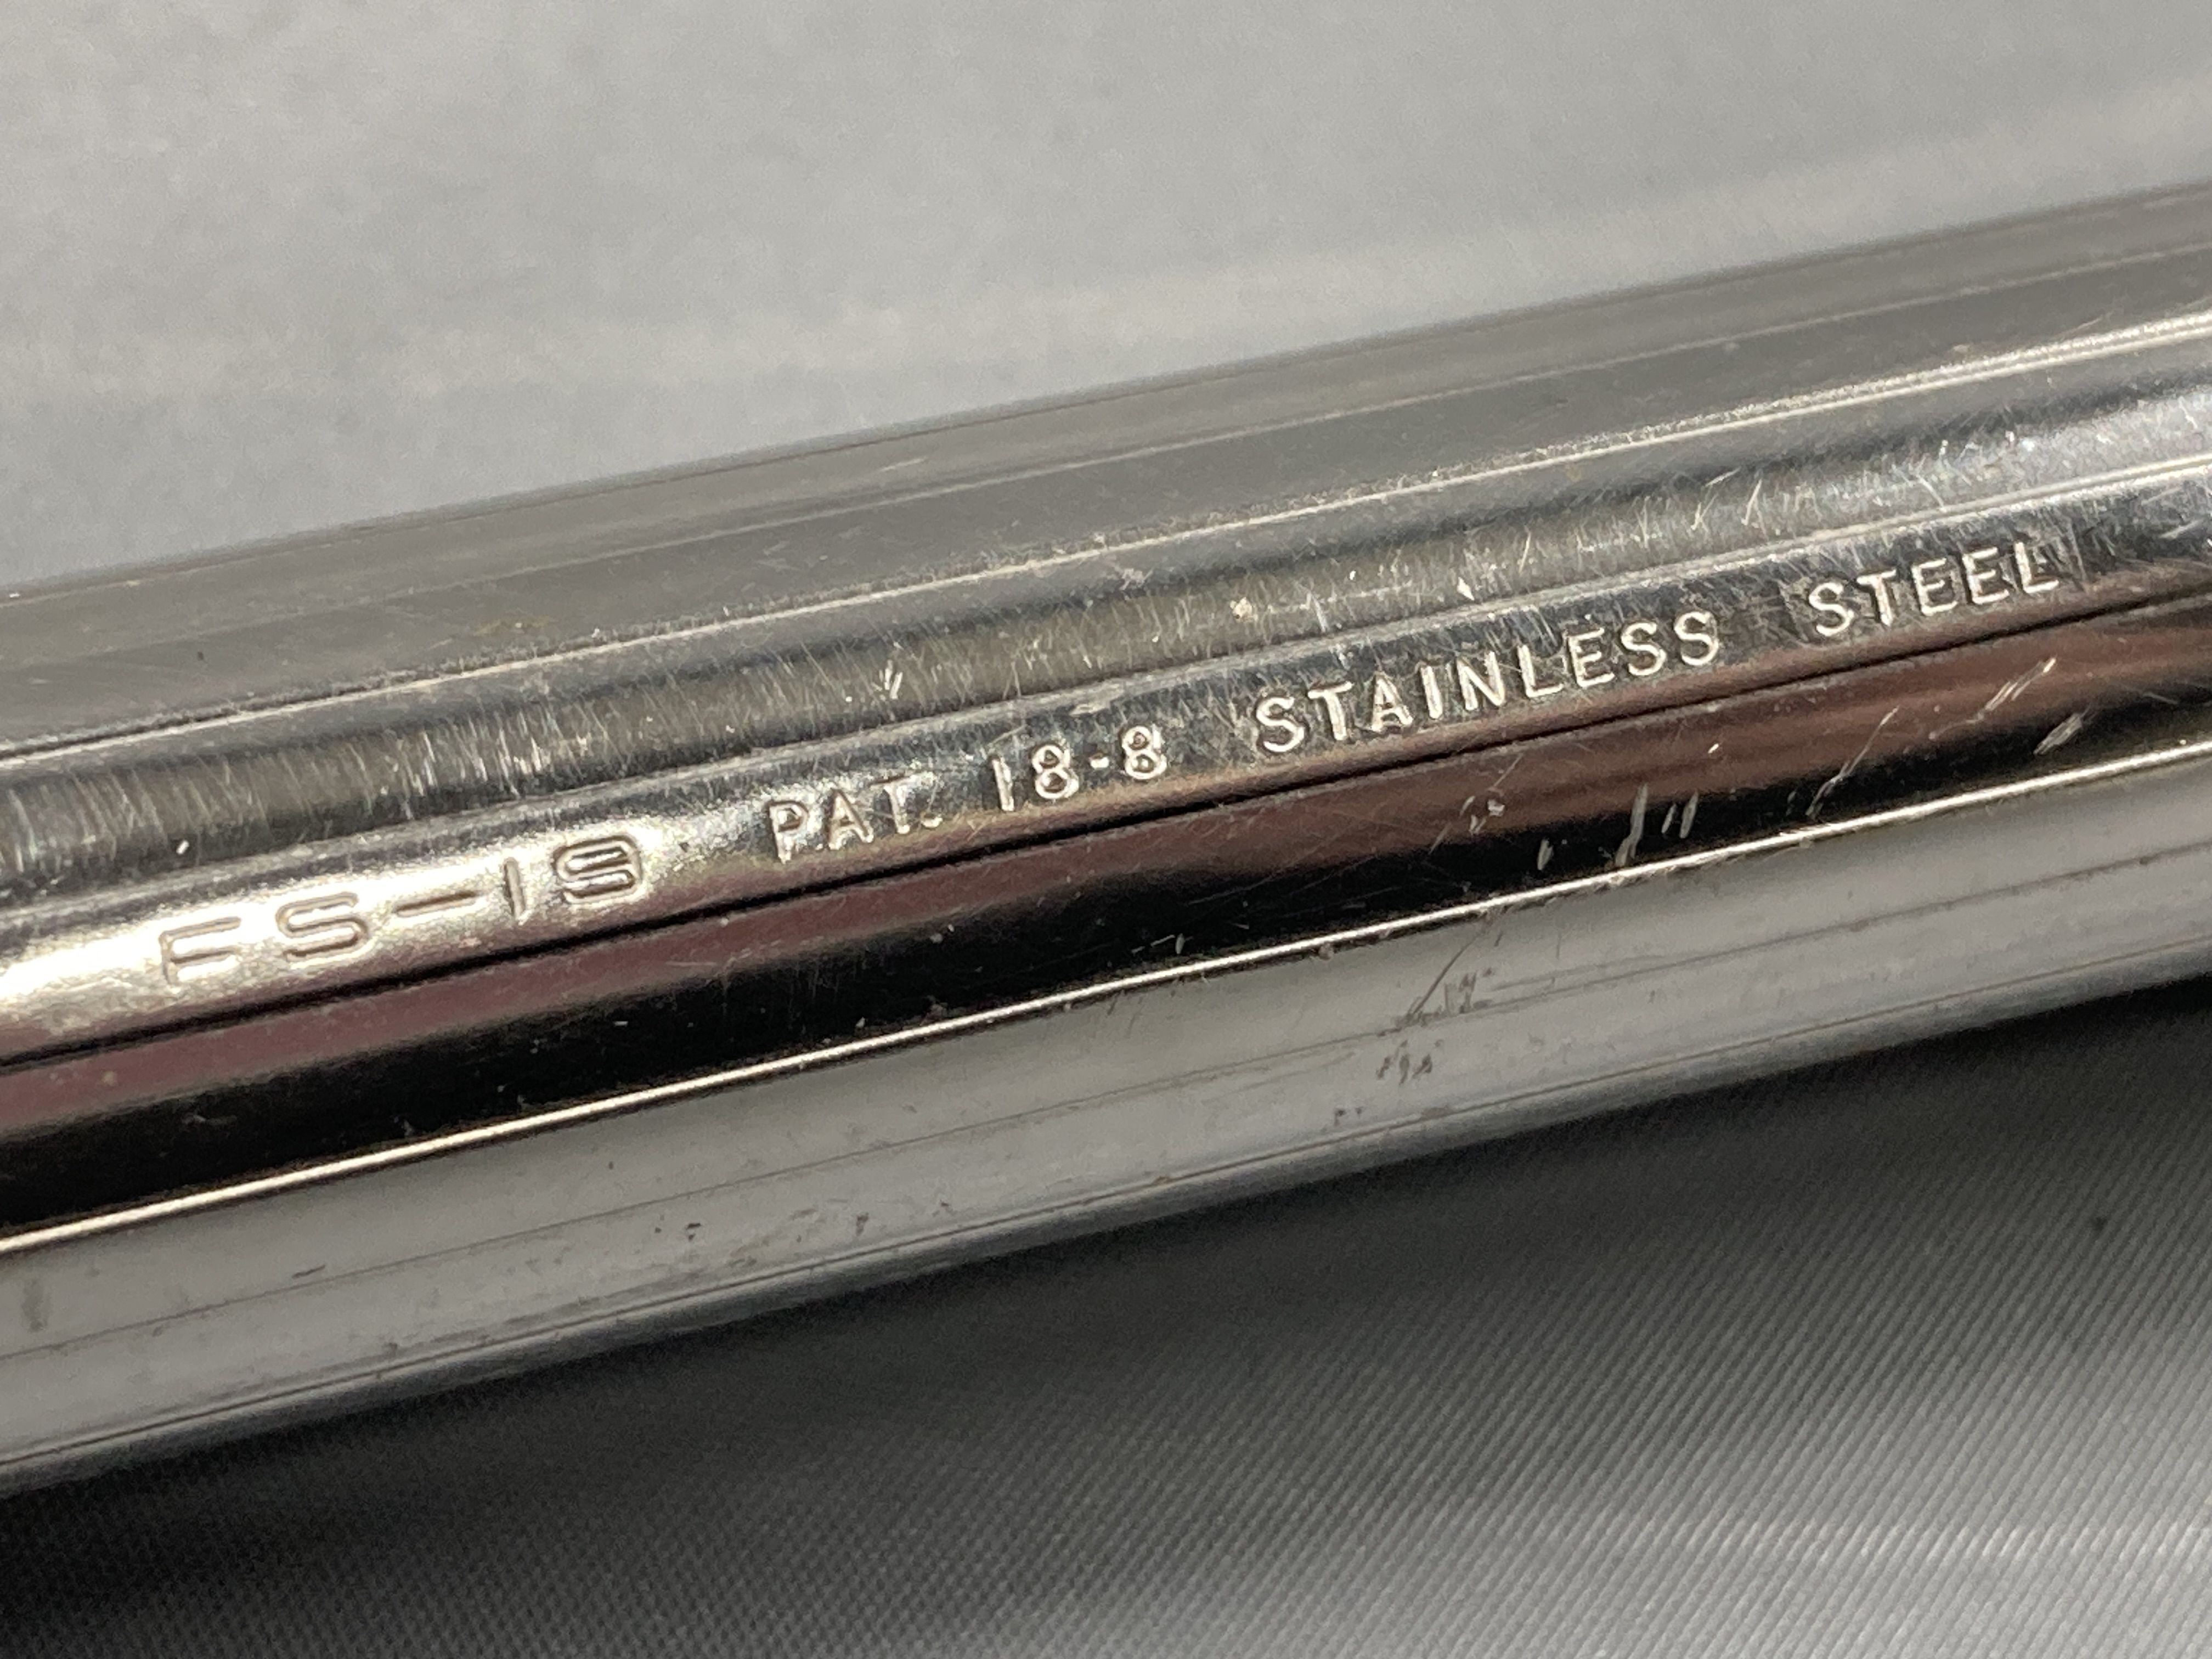 FS-19 PAT. 18-8 STAINLESS STEEL